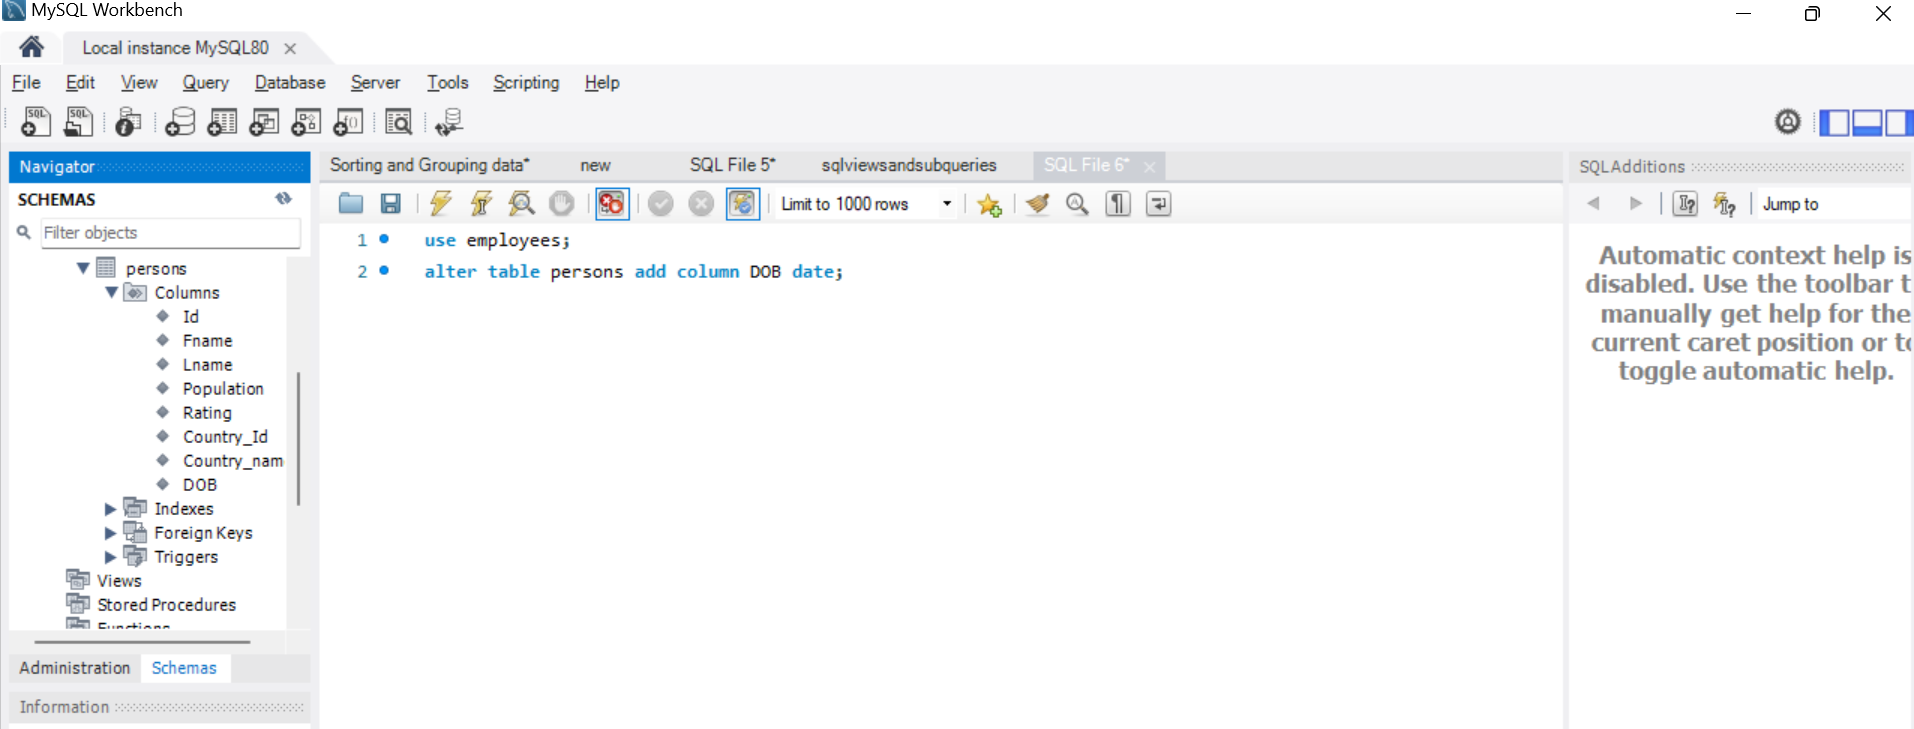 MySQL Workbench
Local instance MySQL80
File Edit View Query Database Server Tools Scripting Help
Navigator
SCHEMAS
Filter objects
persons
Columns
Id
Fname
Lname
Population
Rating
Country_Id
Country_nam
DOB
Indexes
Foreign Keys
Triggers
Views
Stored Procedures
Functions
Administration Schemas
Information
Sorting and Grouping data* new SQL File 5* sqlviewsandsubqueries SQL File 6*
Limit to 1000 rows
1 use employees;
2 alter table persons add column DOB date;
SQLAdditions
Jump to
Automatic context help is
disabled. Use the toolbar t
manually get help for the
current caret position or to
toggle automatic help.